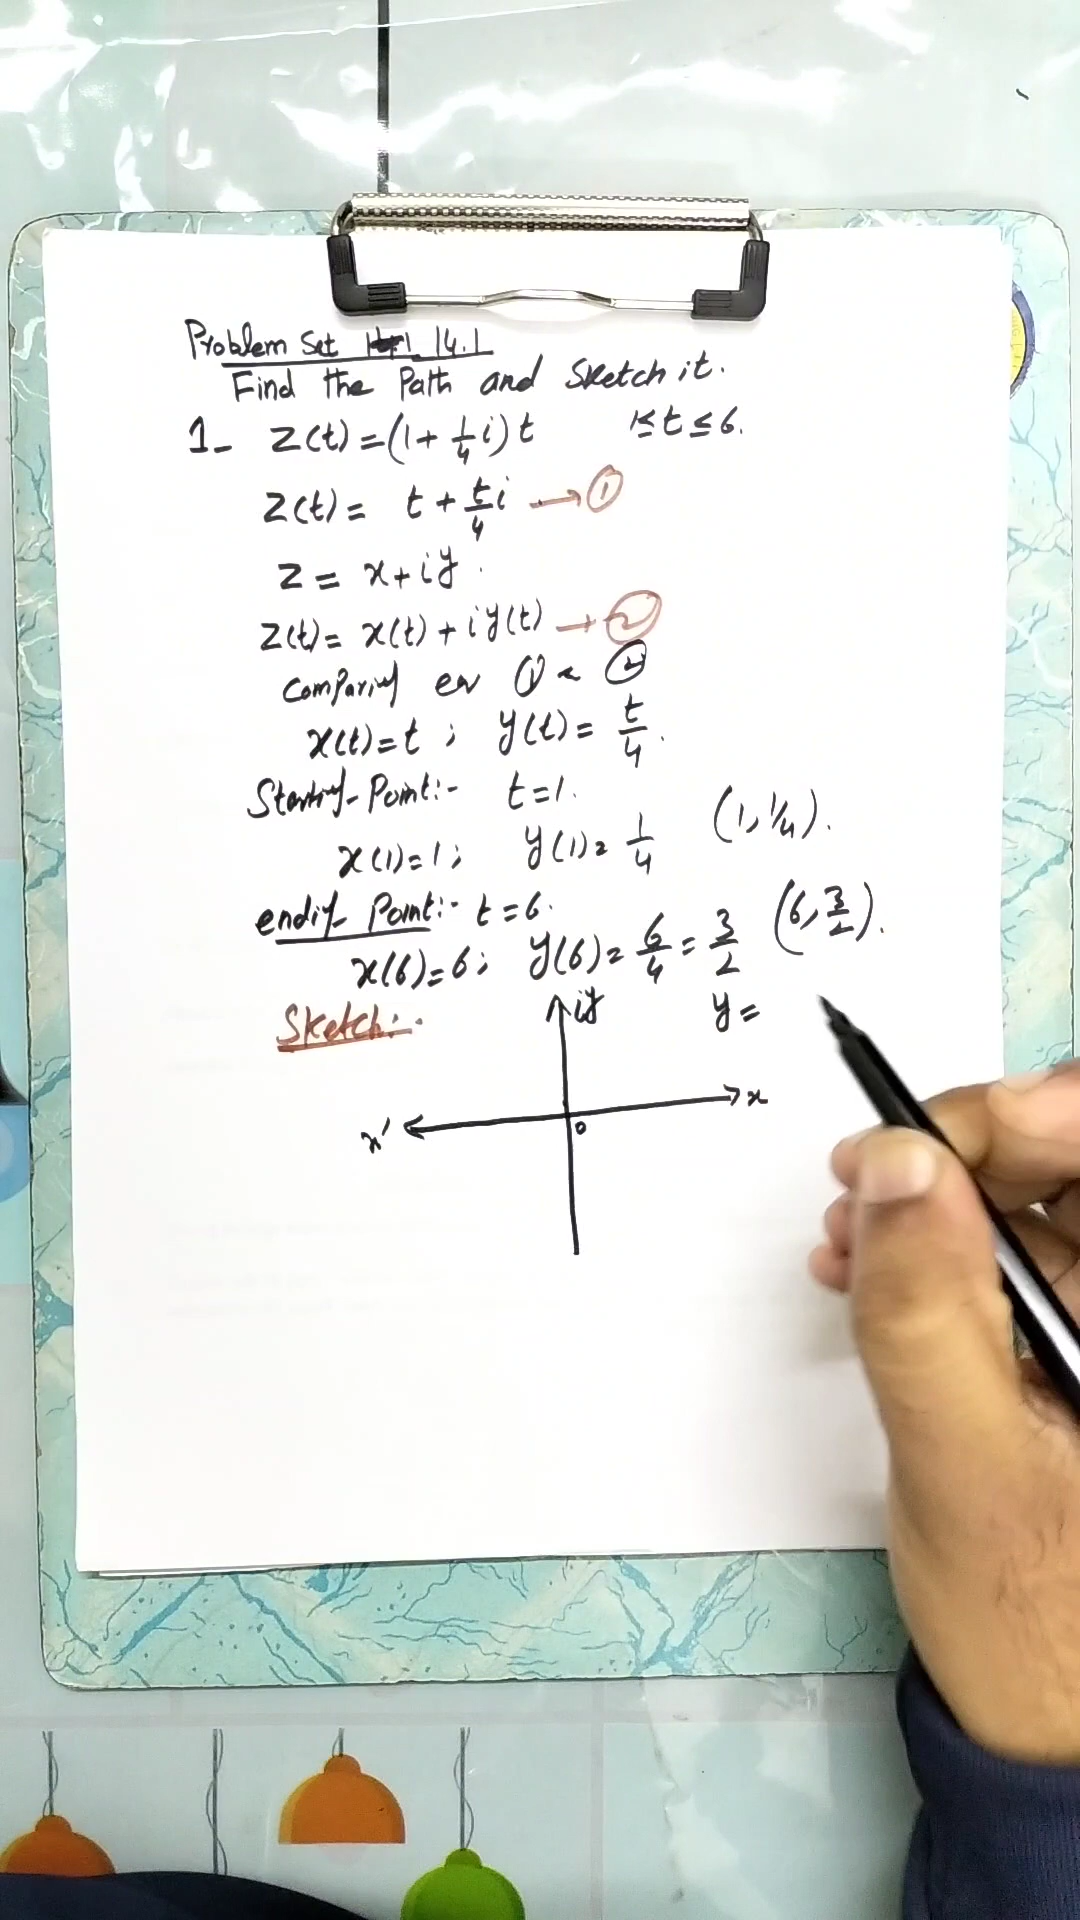 Problem Set 14.1
Find the Path and Sketch it.
1- Z(t) = (1 + 1/4 i) t 1 ≤ t ≤ 6.
Z(t) = t + t/4 i → ①
Z = x + iy.
Z(t) = x(t) + i y(t) → ②
Comparing ev ① & ②
x(t) = t ; y(t) = t/4.
Starting Point:- t = 1.
x(1) = 1 ; y(1) = 1/4 (1, 1/4).
ending Point:- t = 6.
x(6) = 6 ; y(6) = 6/4 = 3/2 (6, 3/2).
Sketch:- iy y =
x' x
0